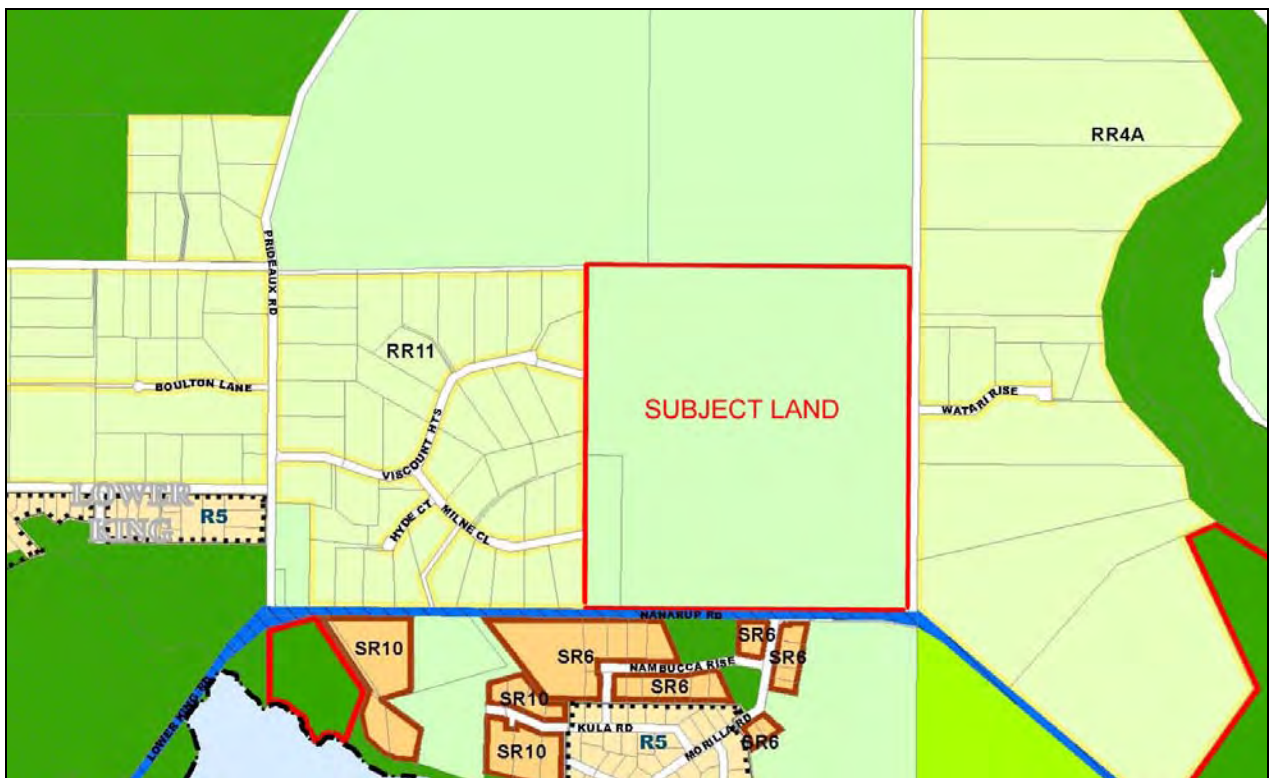 RR4A
PRIDEAUX RD
RR11
BOULTON LANE
VISCOUNT HTS
SUBJECT LAND
WATARI RISE
LOWER
KING
R5
HYDE CT
MILNE CL
NANARUP RD
SR10
SR6
SR6
SR6
NAMBUCCA RISE
SR6
LOWER KING RD
SR10
KULA RD
MORILLA RD
SR6
SR10
R5